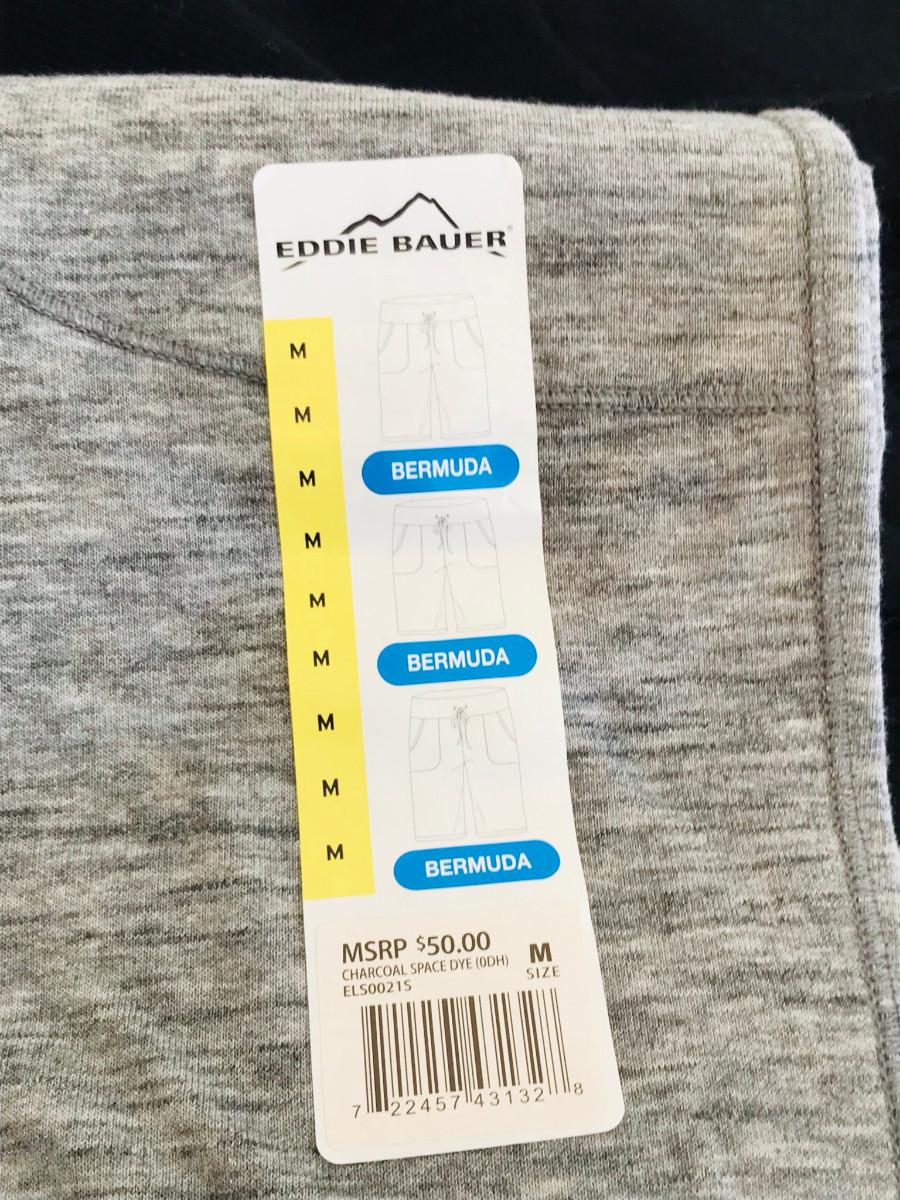 EDDIE BAUER®
M
M
M
M
M
M
M
M
M
BERMUDA
BERMUDA
BERMUDA
MSRP $50.00
CHARCOAL SPACE DYE (0DH)
ELS0021S
M
SIZE
7 22457 43132 8